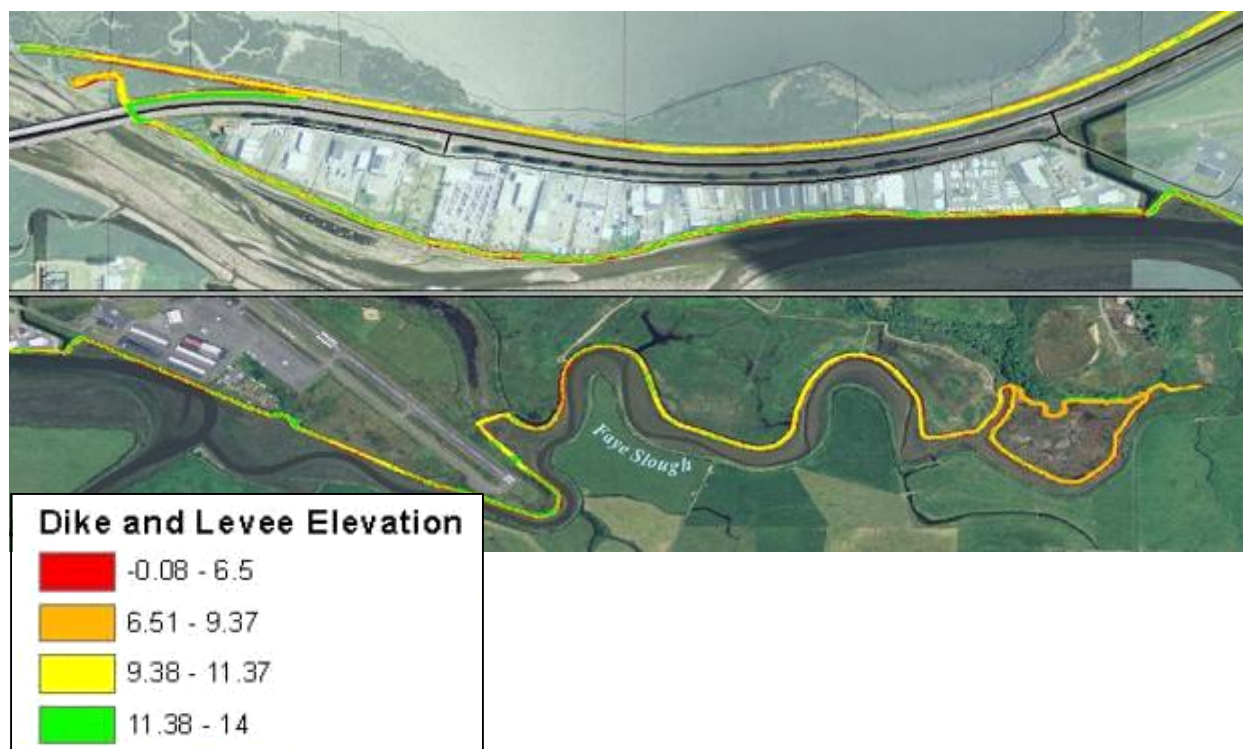 Faye Slough
Dike and Levee Elevation
-0.08 - 6.5
6.51 - 9.37
9.38 - 11.37
11.38 - 14